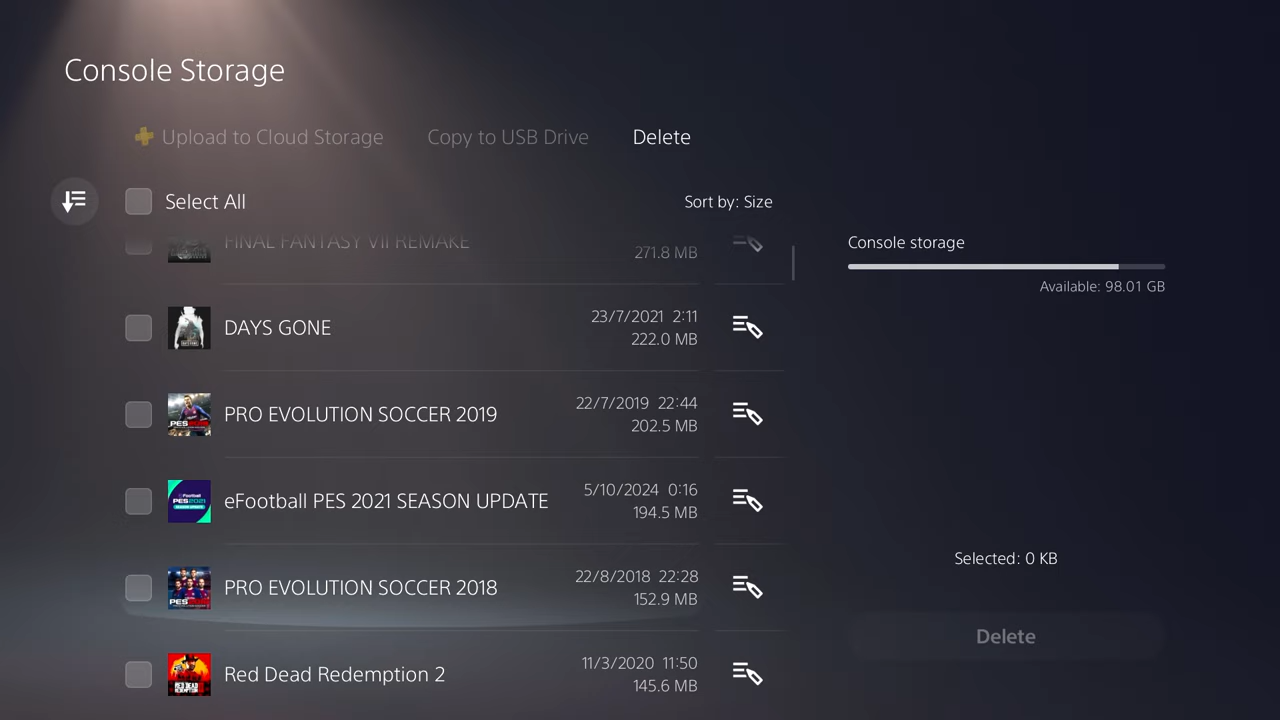 Console Storage
Upload to Cloud Storage Copy to USB Drive Delete
Select All Sort by: Size
FINAL FANTASY VII REMAKE
271.8 MB
Console storage
Available: 98.01 GB
DAYS GONE
23/7/2021 2:11
222.0 MB
PRO EVOLUTION SOCCER 2019
22/7/2019 22:44
202.5 MB
eFootball PES 2021 SEASON UPDATE
5/10/2024 0:16
194.5 MB
PRO EVOLUTION SOCCER 2018
22/8/2018 22:28
152.9 MB
Red Dead Redemption 2
11/3/2020 11:50
145.6 MB
Selected: 0 KB
Delete